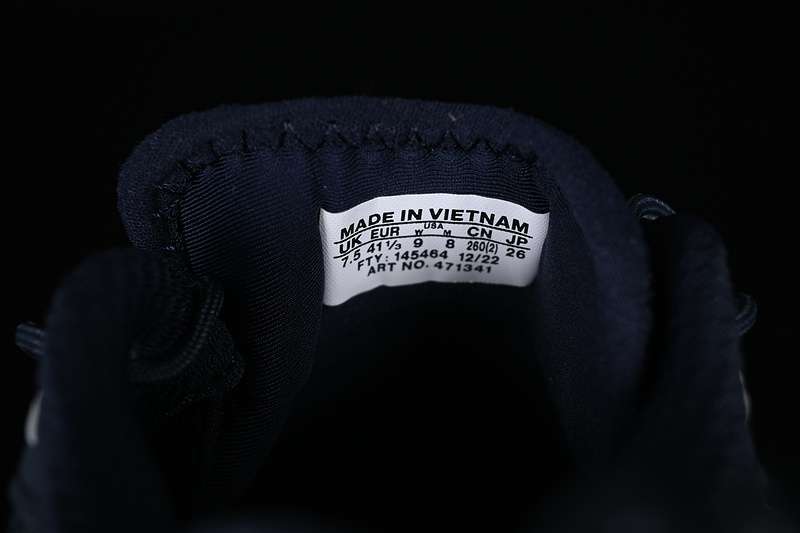 MADE IN VIETNAM
USA
UK EUR W M CN JP
7.5 41⅓ 9 8 260(2) 26
FTY: 145464 12/22
ART NO. 471341